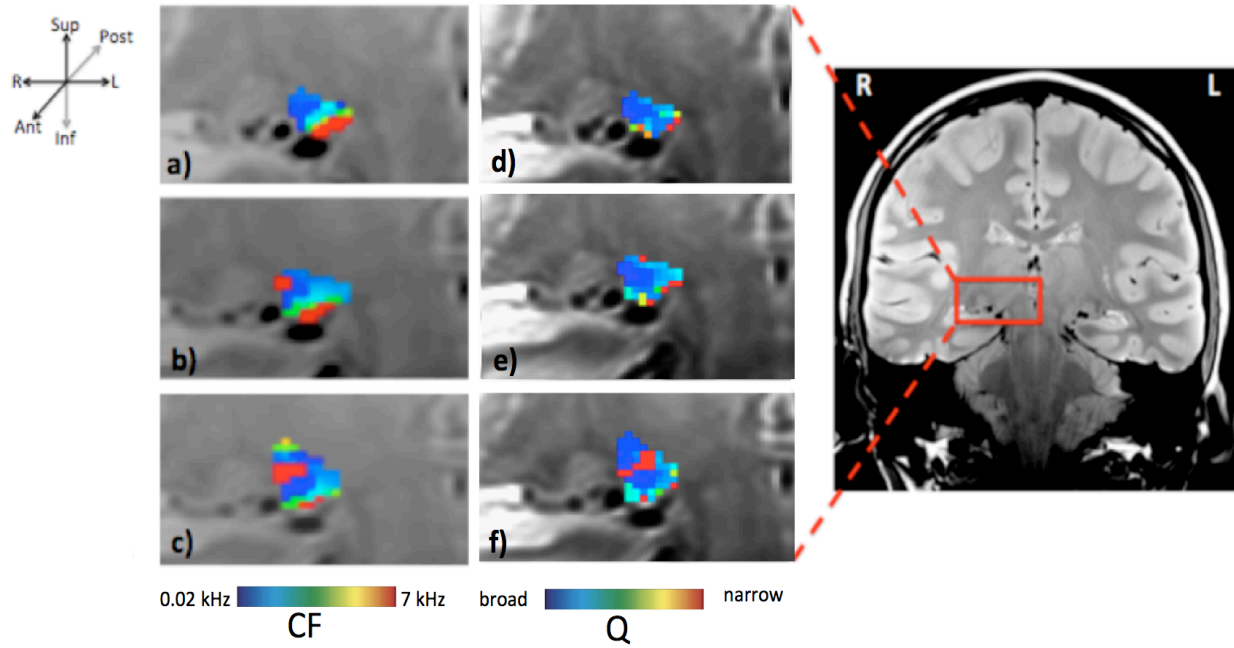 Sup
Post
R
L
Ant
Inf
a)
d)
R
L
b)
e)
c)
f)
0.02 kHz
7 kHz
broad
narrow
CF
Q